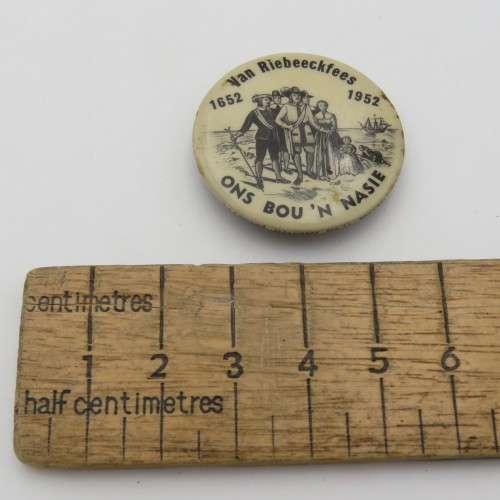 Van Riebeeckfees
1652 1952
ONS BOU 'N NASIE
centimetres
1 2 3 4 5 6
half centimetres